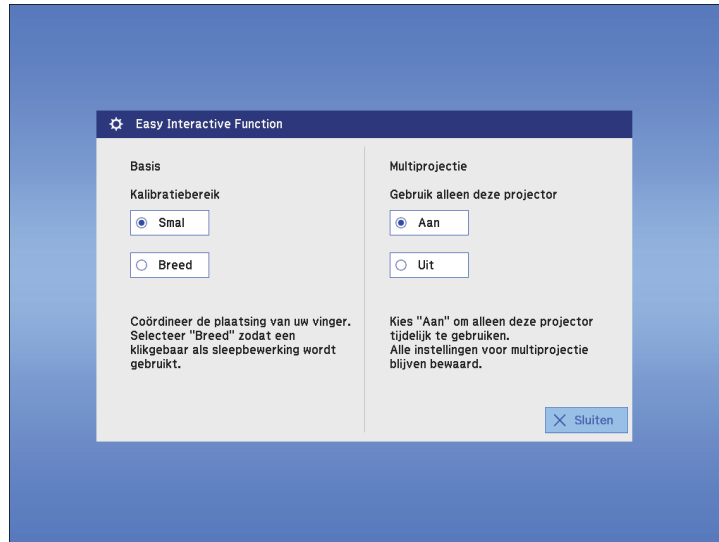 Easy Interactive Function
Basis
Kalibratiebereik
Smal
Breed
Coördineer de plaatsing van uw vinger.
Selecteer "Breed" zodat een
klikgebaar als sleepbewerking wordt
gebruikt.
Multiprojectie
Gebruik alleen deze projector
Aan
Uit
Kies "Aan" om alleen deze projector
tijdelijk te gebruiken.
Alle instellingen voor multiprojectie
blijven bewaard.
Sluiten